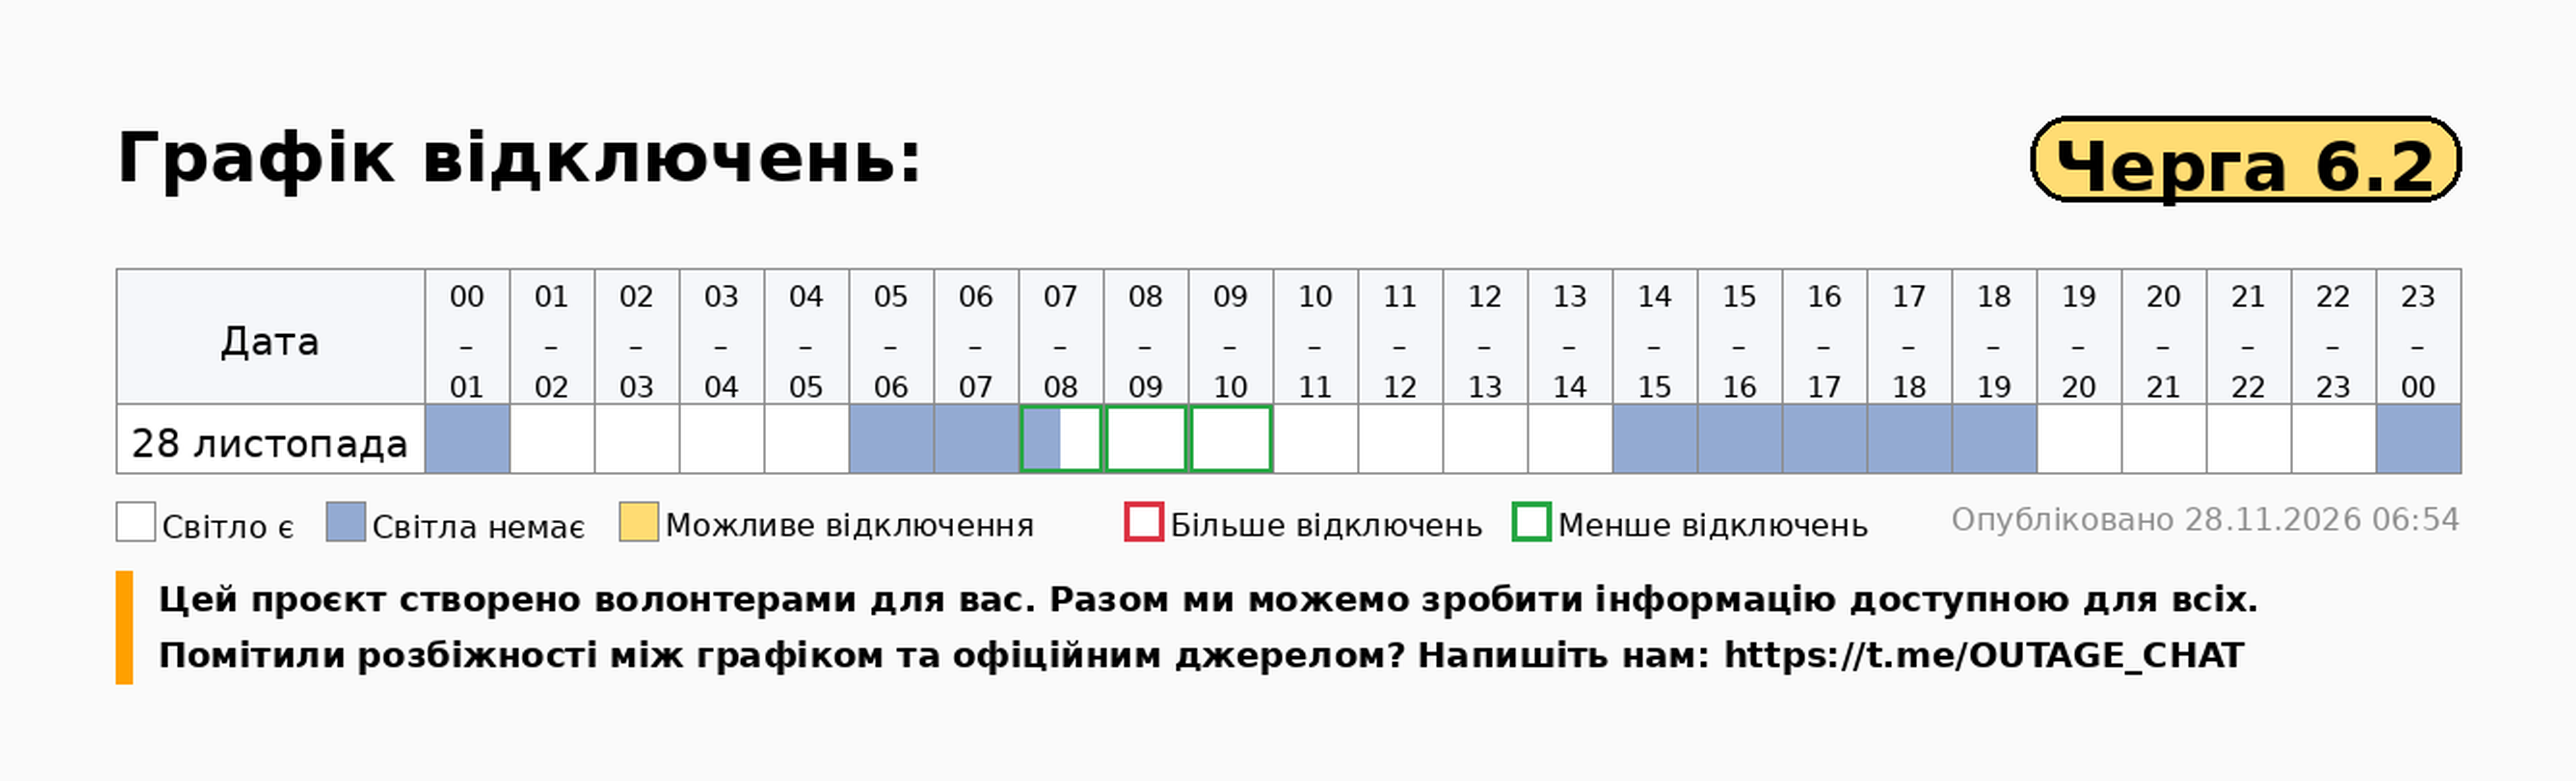 Графік відключень:
Черга 6.2
Дата 00 – 01 01 – 02 02 – 03 03 – 04 04 – 05 05 – 06 06 – 07 07 – 08 08 – 09 09 – 10 10 – 11 11 – 12 12 – 13 13 – 14 14 – 15 15 – 16 16 – 17 17 – 18 18 – 19 19 – 20 20 – 21 21 – 22 22 – 23 23 – 00
28 листопада
Світло є Світла немає Можливе відключення Більше відключень Менше відключень Опубліковано 28.11.2026 06:54
Цей проєкт створено волонтерами для вас. Разом ми можемо зробити інформацію доступною для всіх.
Помітили розбіжності між графіком та офіційним джерелом? Напишіть нам: https://t.me/OUTAGE_CHAT